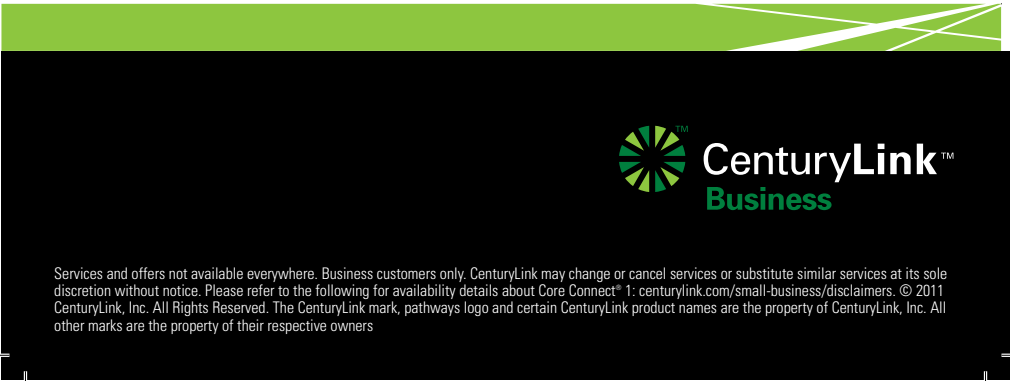 ™
CenturyLink™
Business
Services and offers not available everywhere. Business customers only. CenturyLink may change or cancel services or substitute similar services at its sole
discretion without notice. Please refer to the following for availability details about Core Connect® 1: centurylink.com/small-business/disclaimers. © 2011
CenturyLink, Inc. All Rights Reserved. The CenturyLink mark, pathways logo and certain CenturyLink product names are the property of CenturyLink, Inc. All
other marks are the property of their respective owners